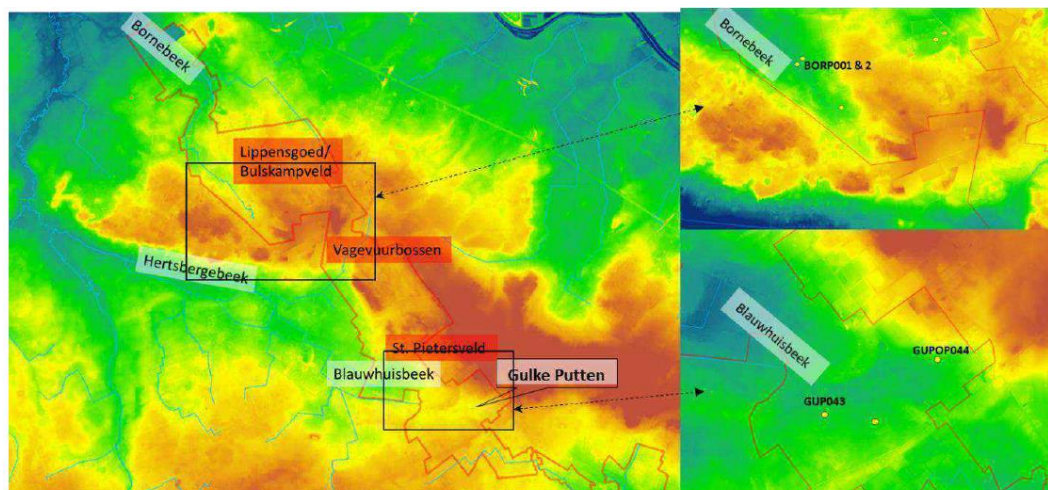 Bornebeek
Lippensgoed/
Bulskampveld
Vagevuurbossen
Hertsbergebeek
St. Pietersveld
Blauwhuisbeek
Gulke Putten
Bornebeek
BORP001 & 2
Blauwhuisbeek
GUPOP044
GUP043